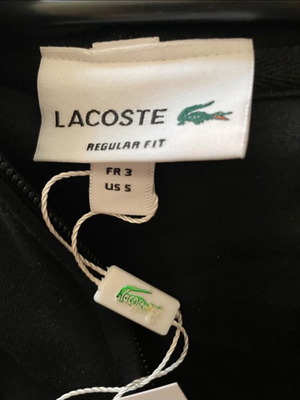 LACOSTE
REGULAR FIT
FR 3
US S